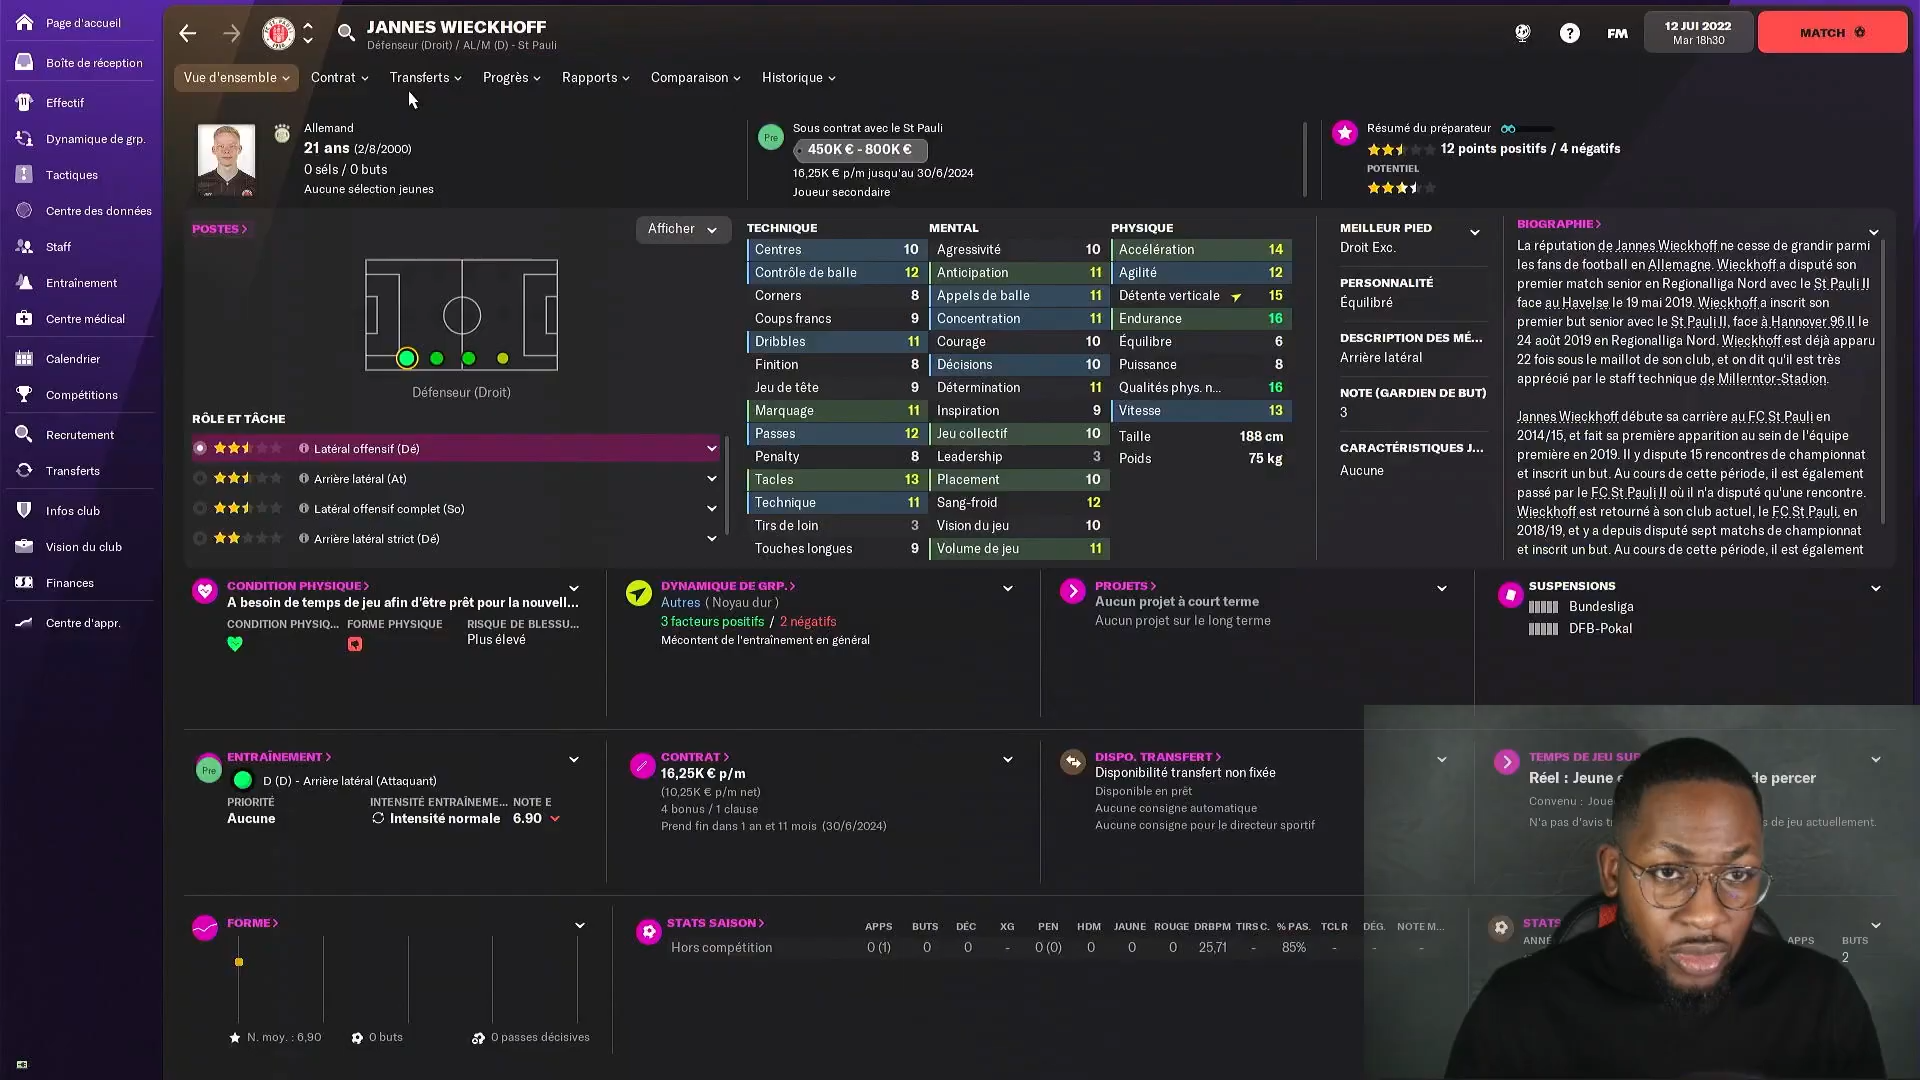 Page d'accueil
Boîte de réception
Effectif
Dynamique de grp.
Tactiques
Centre des données
Staff
Entraînement
Centre médical
Calendrier
Compétitions
Recrutement
Transferts
Infos club
Vision du club
Finances
Centre d'appr.
JANNES WIECKHOFF
Défenseur (Droit) / AL/M (D) - St Pauli
FM
12 JUI 2022
Mar 18h30
MATCH
Vue d'ensemble
Contrat
Transferts
Progrès
Rapports
Comparaison
Historique
Allemand
21 ans (2/8/2000)
0 séls / 0 buts
Aucune sélection jeunes
Pre
Sous contrat avec le St Pauli
450K € - 800K €
16,25K € p/m jusqu'au 30/6/2024
Joueur secondaire
Résumé du préparateur
12 points positifs / 4 négatifs
POTENTIEL
POSTES
Afficher
Défenseur (Droit)
RÔLE ET TÂCHE
Latéral offensif (Dé)
Arrière latéral (At)
Latéral offensif complet (So)
Arrière latéral strict (Dé)
TECHNIQUE
Centres 10
Contrôle de balle 12
Corners 8
Coups francs 9
Dribbles 11
Finition 8
Jeu de tête 9
Marquage 11
Passes 12
Penalty 8
Tacles 13
Technique 11
Tirs de loin 3
Touches longues 9
MENTAL
Agressivité 10
Anticipation 11
Appels de balle 11
Concentration 11
Courage 10
Décisions 10
Détermination 11
Inspiration 9
Jeu collectif 10
Leadership 3
Placement 10
Sang-froid 12
Vision du jeu 10
Volume de jeu 11
PHYSIQUE
Accélération 14
Agilité 12
Détente verticale 15
Endurance 16
Équilibre 6
Puissance 8
Qualités phys. n... 16
Vitesse 13
Taille 188 cm
Poids 75 kg
MEILLEUR PIED
Droit Exc.
PERSONNALITÉ
Équilibré
DESCRIPTION DES MÉ...
Arrière latéral
NOTE (GARDIEN DE BUT)
3
CARACTÉRISTIQUES J...
Aucune
BIOGRAPHIE
La réputation de Jannes Wieckhoff ne cesse de grandir parmi
les fans de football en Allemagne. Wieckhoff a disputé son
premier match senior en Regionalliga Nord avec le St Pauli II
face au Havelse le 19 mai 2019. Wieckhoff a inscrit son
premier but senior avec le St Pauli II, face à Hannover 96 II le
24 août 2019 en Regionalliga Nord. Wieckhoff est déjà apparu
22 fois sous le maillot de son club, et on dit qu'il est très
apprécié par le staff technique de Millerntor-Stadion.
Jannes Wieckhoff débute sa carrière au FC St Pauli en
2014/15, et fait sa première apparition au sein de l'équipe
première en 2019. Il y dispute 15 rencontres de championnat
et inscrit un but. Au cours de cette période, il est également
passé par le FC St Pauli II où il n'a disputé qu'une rencontre.
Wieckhoff est retourné à son club actuel, le FC St Pauli, en
2018/19, et y a depuis disputé sept matchs de championnat
et inscrit un but. Au cours de cette période, il est également
CONDITION PHYSIQUE
A besoin de temps de jeu afin d'être prêt pour la nouvell...
CONDITION PHYSIQ... FORME PHYSIQUE RISQUE DE BLESSU...
Plus élevé
DYNAMIQUE DE GRP.
Autres ( Noyau dur )
3 facteurs positifs / 2 négatifs
Mécontent de l'entraînement en général
PROJETS
Aucun projet à court terme
Aucun projet sur le long terme
SUSPENSIONS
Bundesliga
DFB-Pokal
ENTRAÎNEMENT
Pre
D (D) - Arrière latéral (Attaquant)
PRIORITÉ INTENSITÉ ENTRAÎNEME... NOTE E
Aucune Intensité normale 6.90
CONTRAT
16,25K € p/m
(10,25K € p/m net)
4 bonus / 1 clause
Prend fin dans 1 an et 11 mois (30/6/2024)
DISPO. TRANSFERT
Disponibilité transfert non fixée
Disponible en prêt
Aucune consigne automatique
Aucune consigne pour le directeur sportif
TEMPS DE JEU SUR
Réel : Jeune de percer
Convenu : Joue
N'a pas d'avis s de jeu actuellement.
FORME
N. moy. : 6,90
0 buts
0 passes décisives
STATS SAISON APPS BUTS DÉC XG PEN HDM JAUNE ROUGE DRBPM TIRS C. % PAS. TCL R DÉG. NOTE M...
Hors compétition 0 (1) 0 0 - 0 (0) 0 0 0 25,71 - 85% - - -
STATS
APPS BUTS
2